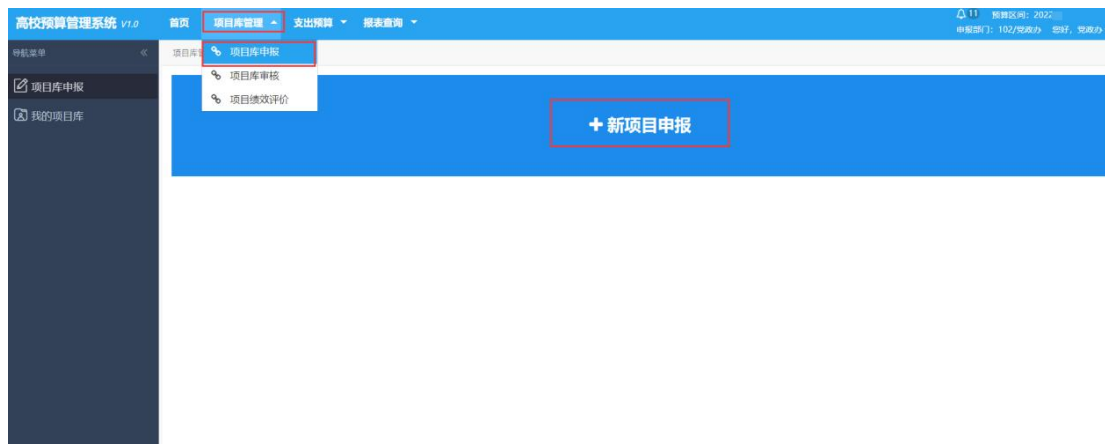 高校预算管理系统 V1.0 首页 项目库管理 支出预算 报表查询
11 预算区间: 2022
申报部门: 102/党政办 您好, 党政办
导航菜单 « 项目库
项目库申报
项目库审核
项目绩效评价
项目库申报
我的项目库
+ 新项目申报